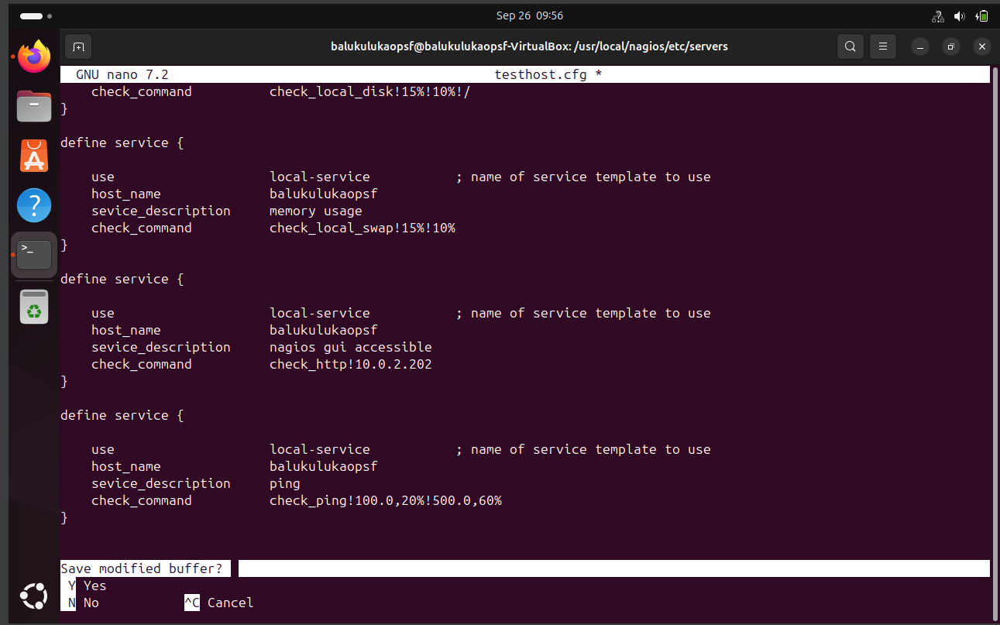 Sep 26 09:56
balukulukaopsf@balukulukaopsf-VirtualBox: /usr/local/nagios/etc/servers
GNU nano 7.2 testhost.cfg *
check_command check_local_disk!15%!10%!/
}
define service {
use local-service ; name of service template to use
host_name balukulukaopsf
sevice_description memory usage
check_command check_local_swap!15%!10%
}
define service {
use local-service ; name of service template to use
host_name balukulukaopsf
sevice_description nagios gui accessible
check_command check_http!10.0.2.202
}
define service {
use local-service ; name of service template to use
host_name balukulukaopsf
sevice_description ping
check_command check_ping!100.0,20%!500.0,60%
}
Save modified buffer?
Y Yes
N No ^C Cancel